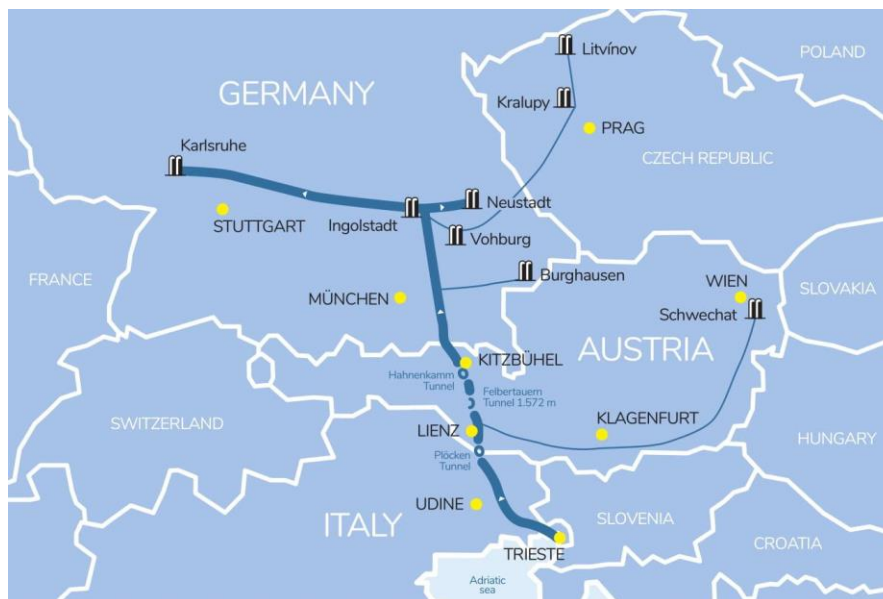 Litvínov
POLAND
GERMANY
Kralupy
PRAG
Karlsruhe
CZECH REPUBLIC
Neustadt
STUTTGART
Ingolstadt
Vohburg
FRANCE
Burghausen
WIEN
SLOVAKIA
MÜNCHEN
Schwechat
KITZBÜHEL
AUSTRIA
Hahnenkamm
Tunnel
Felbertauern
Tunnel 1.572 m
SWITZERLAND
LIENZ
KLAGENFURT
HUNGARY
Plöcken
Tunnel
UDINE
ITALY
SLOVENIA
CROATIA
TRIESTE
Adriatic
sea